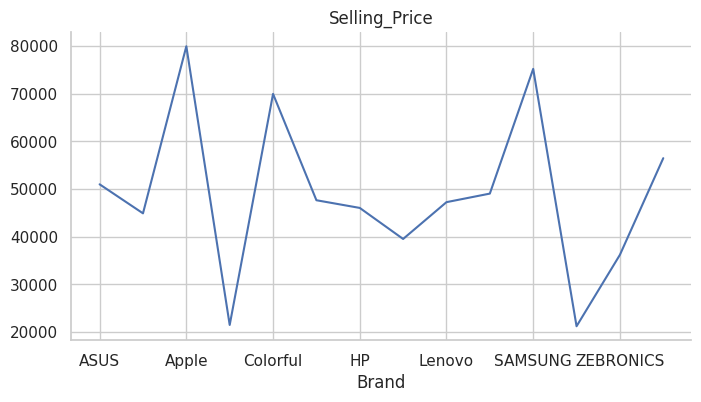 Selling_Price
80000
70000
60000
50000
40000
30000
20000
ASUS Apple Colorful HP Lenovo SAMSUNG ZEBRONICS
Brand